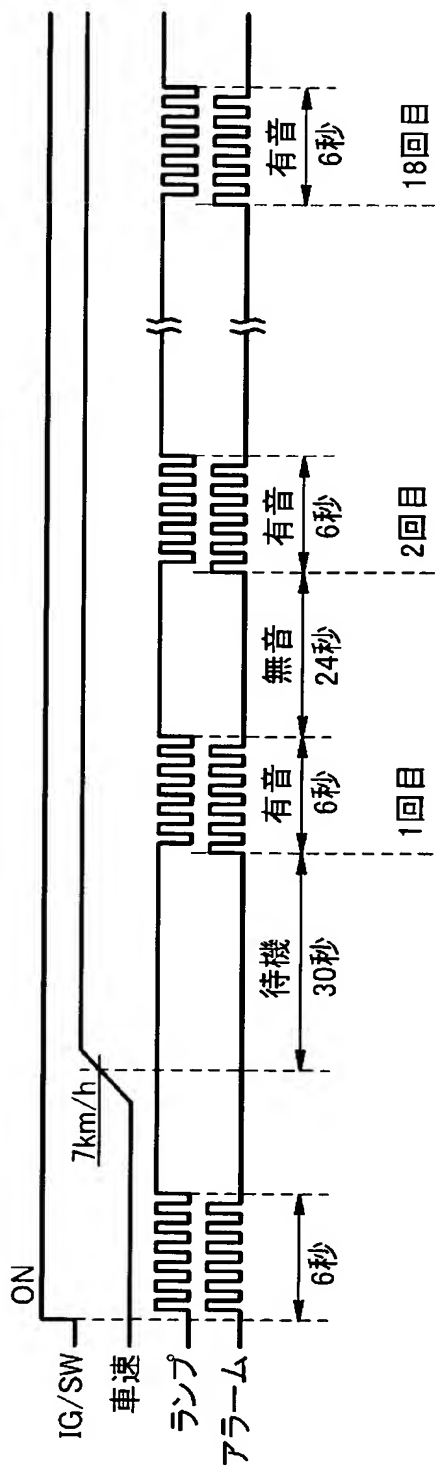 ON
IG/SW
7km/h
車速
ランプ
アラーム
6秒
待機
30秒
有音
6秒
無音
24秒
有音
6秒
有音
6秒
1回目
2回目
18回目